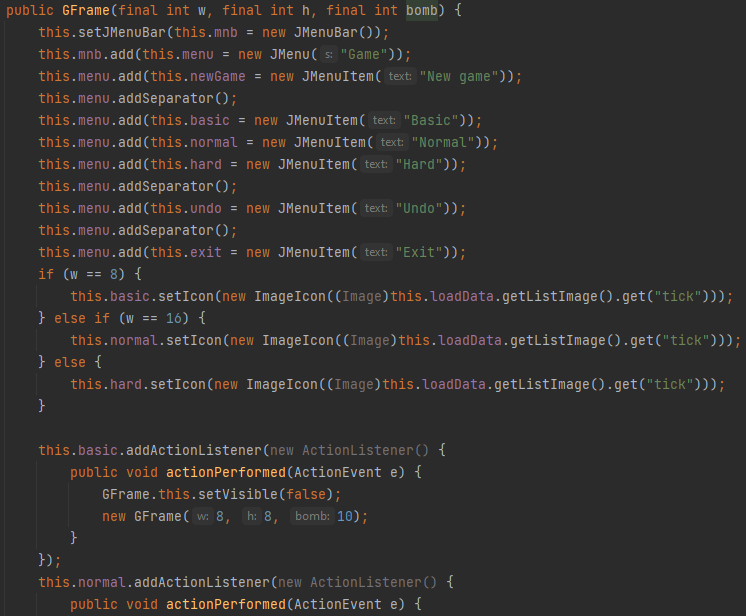 public GFrame(final int w, final int h, final int bomb) {
    this.setJMenuBar(this.mnb = new JMenuBar());
    this.mnb.add(this.menu = new JMenu( s: "Game"));
    this.menu.add(this.newGame = new JMenuItem( text: "New game"));
    this.menu.addSeparator();
    this.menu.add(this.basic = new JMenuItem( text: "Basic"));
    this.menu.add(this.normal = new JMenuItem( text: "Normal"));
    this.menu.add(this.hard = new JMenuItem( text: "Hard"));
    this.menu.addSeparator();
    this.menu.add(this.undo = new JMenuItem( text: "Undo"));
    this.menu.addSeparator();
    this.menu.add(this.exit = new JMenuItem( text: "Exit"));
    if (w == 8) {
        this.basic.setIcon(new ImageIcon((Image)this.loadData.getListImage().get("tick")));
    } else if (w == 16) {
        this.normal.setIcon(new ImageIcon((Image)this.loadData.getListImage().get("tick")));
    } else {
        this.hard.setIcon(new ImageIcon((Image)this.loadData.getListImage().get("tick")));
    }

    this.basic.addActionListener(new ActionListener() {
        public void actionPerformed(ActionEvent e) {
            GFrame.this.setVisible(false);
            new GFrame( w: 8, h: 8, bomb: 10);
        }
    });
    this.normal.addActionListener(new ActionListener() {
        public void actionPerformed(ActionEvent e) {